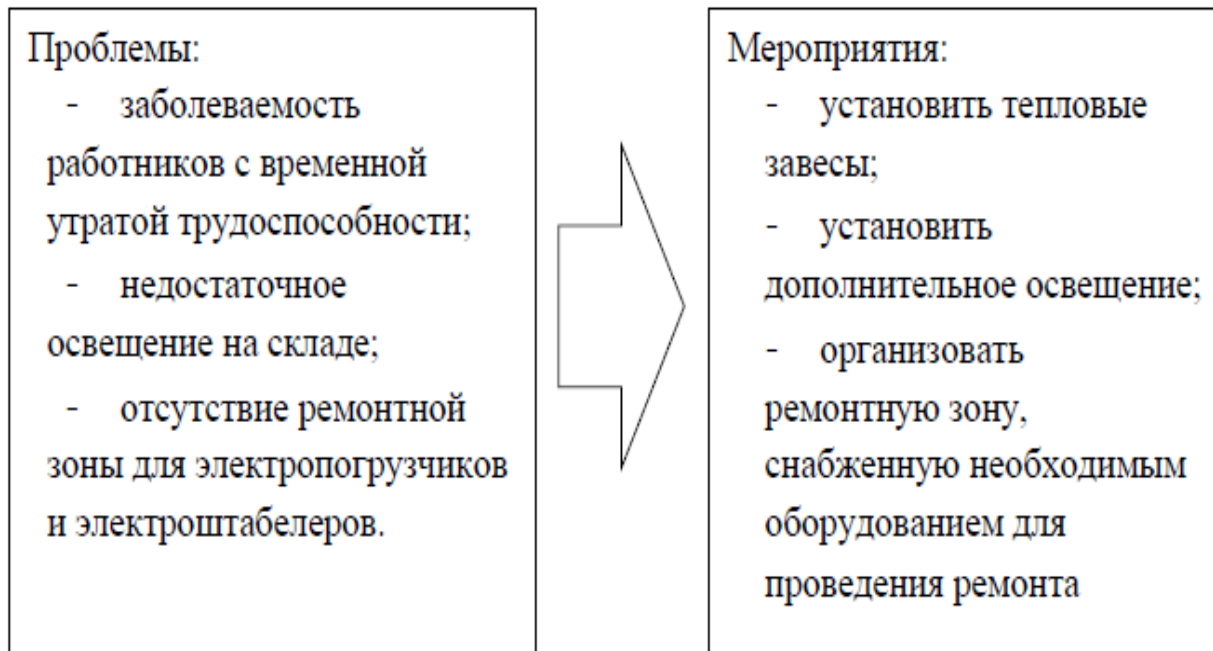 Проблемы:
- заболеваемость
работников с временной
утратой трудоспособности;
- недостаточное
освещение на складе;
- отсутствие ремонтной
зоны для электропогрузчиков
и электроштабелеров.
Мероприятия:
- установить тепловые
завесы;
- установить
дополнительное освещение;
- организовать
ремонтную зону,
снабженную необходимым
оборудованием для
проведения ремонта